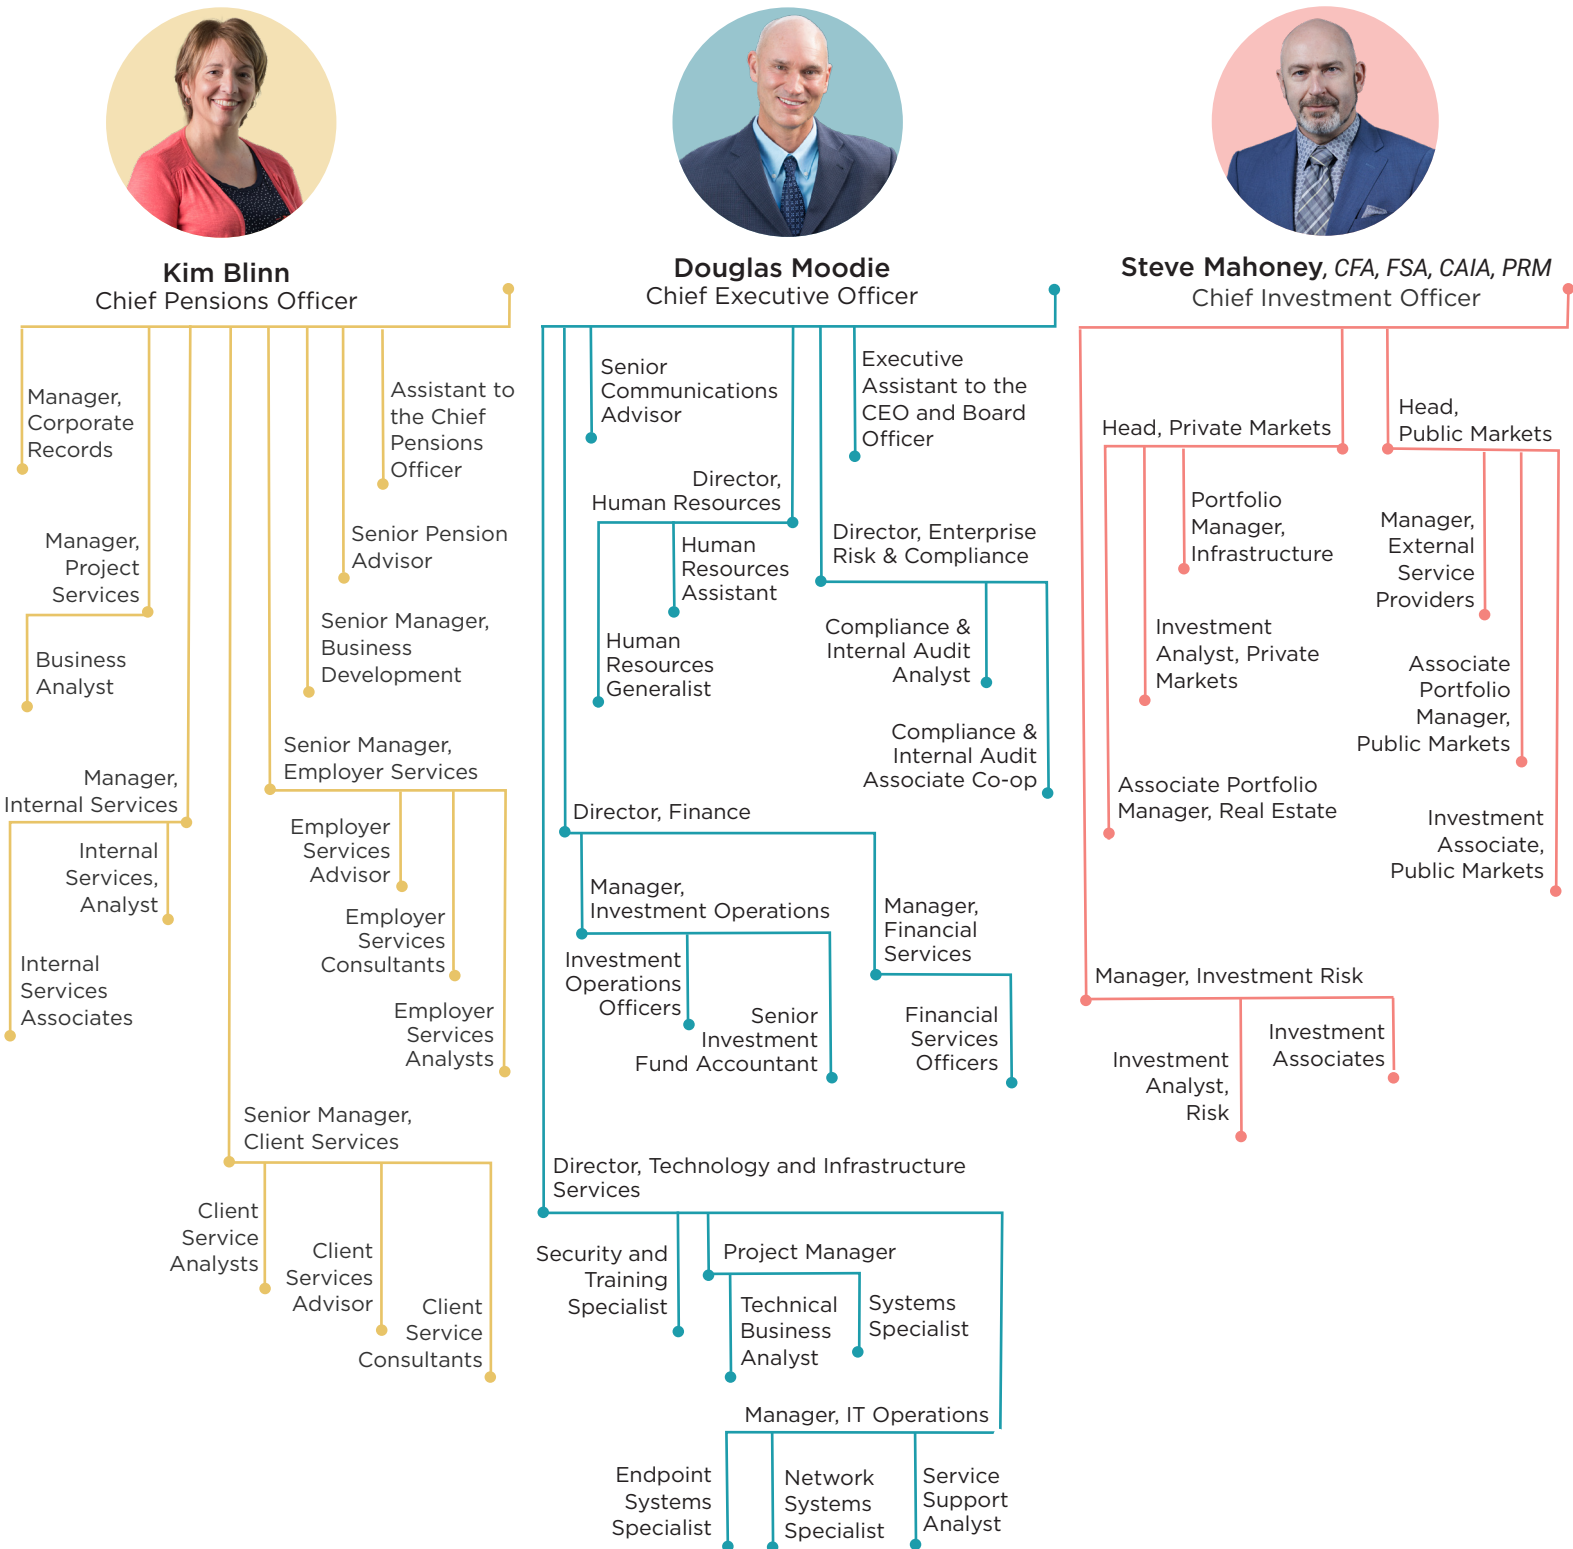 Kim Blinn
Chief Pensions Officer
Manager,
Corporate
Records
Assistant to
the Chief
Pensions
Officer
Manager,
Project
Services
Senior Pension
Advisor
Business
Analyst
Senior Manager,
Business
Development
Manager,
Internal Services
Senior Manager,
Employer Services
Internal
Services,
Analyst
Employer
Services
Advisor
Internal
Services
Associates
Employer
Services
Consultants
Employer
Services
Analysts
Senior Manager,
Client Services
Client
Service
Analysts
Client
Services
Advisor
Client
Service
Consultants
Douglas Moodie
Chief Executive Officer
Senior
Communications
Advisor
Executive
Assistant to the
CEO and Board
Officer
Director,
Human Resources
Human
Resources
Assistant
Human
Resources
Generalist
Director, Enterprise
Risk & Compliance
Compliance &
Internal Audit
Analyst
Compliance &
Internal Audit
Associate Co-op
Director, Finance
Manager,
Investment Operations
Manager,
Financial
Services
Investment
Operations
Officers
Senior
Investment
Fund Accountant
Financial
Services
Officers
Director, Technology and Infrastructure
Services
Security and
Training
Specialist
Project Manager
Technical
Business
Analyst
Systems
Specialist
Manager, IT Operations
Endpoint
Systems
Specialist
Network
Systems
Specialist
Service
Support
Analyst
Steve Mahoney, CFA, FSA, CAIA, PRM
Chief Investment Officer
Head, Private Markets
Head,
Public Markets
Portfolio
Manager,
Infrastructure
Manager,
External
Service
Providers
Investment
Analyst, Private
Markets
Associate
Portfolio
Manager,
Public Markets
Associate Portfolio
Manager, Real Estate
Investment
Associate,
Public Markets
Manager, Investment Risk
Investment
Analyst,
Risk
Investment
Associates